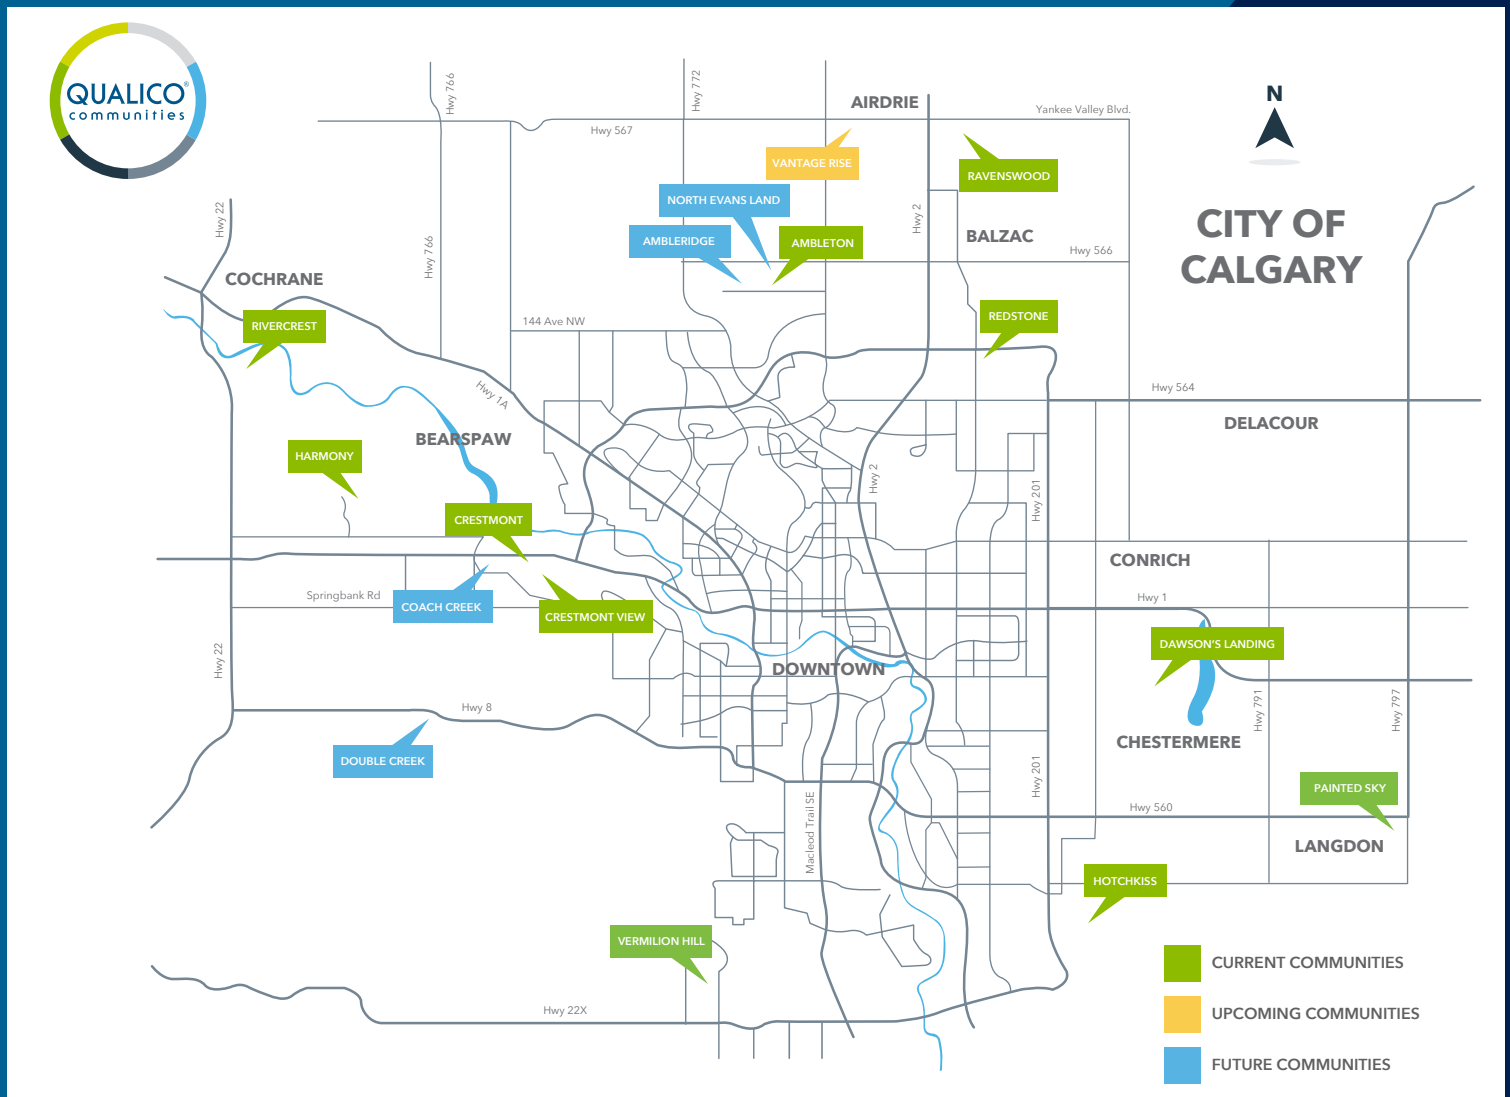 QUALICO®
communities
Hwy 766
Hwy 772
AIRDRIE
Yankee Valley Blvd.
Hwy 567
N
VANTAGE RISE
RAVENSWOOD
NORTH EVANS LAND
Hwy 22
Hwy 766
Hwy 2
AMBLERIDGE
AMBLETON
BALZAC
Hwy 566
CITY OF
CALGARY
COCHRANE
RIVERCREST
144 Ave NW
REDSTONE
Hwy 1A
Hwy 564
DELACOUR
BEARSPAW
HARMONY
Hwy 2
Hwy 201
CRESTMONT
CONRICH
Springbank Rd
COACH CREEK
CRESTMONT VIEW
Hwy 1
DAWSON'S LANDING
Hwy 22
DOWNTOWN
Hwy 8
Hwy 791
Hwy 797
CHESTERMERE
DOUBLE CREEK
Hwy 201
PAINTED SKY
Macleod Trail SE
Hwy 560
LANGDON
HOTCHKISS
VERMILION HILL
CURRENT COMMUNITIES
Hwy 22X
UPCOMING COMMUNITIES
FUTURE COMMUNITIES